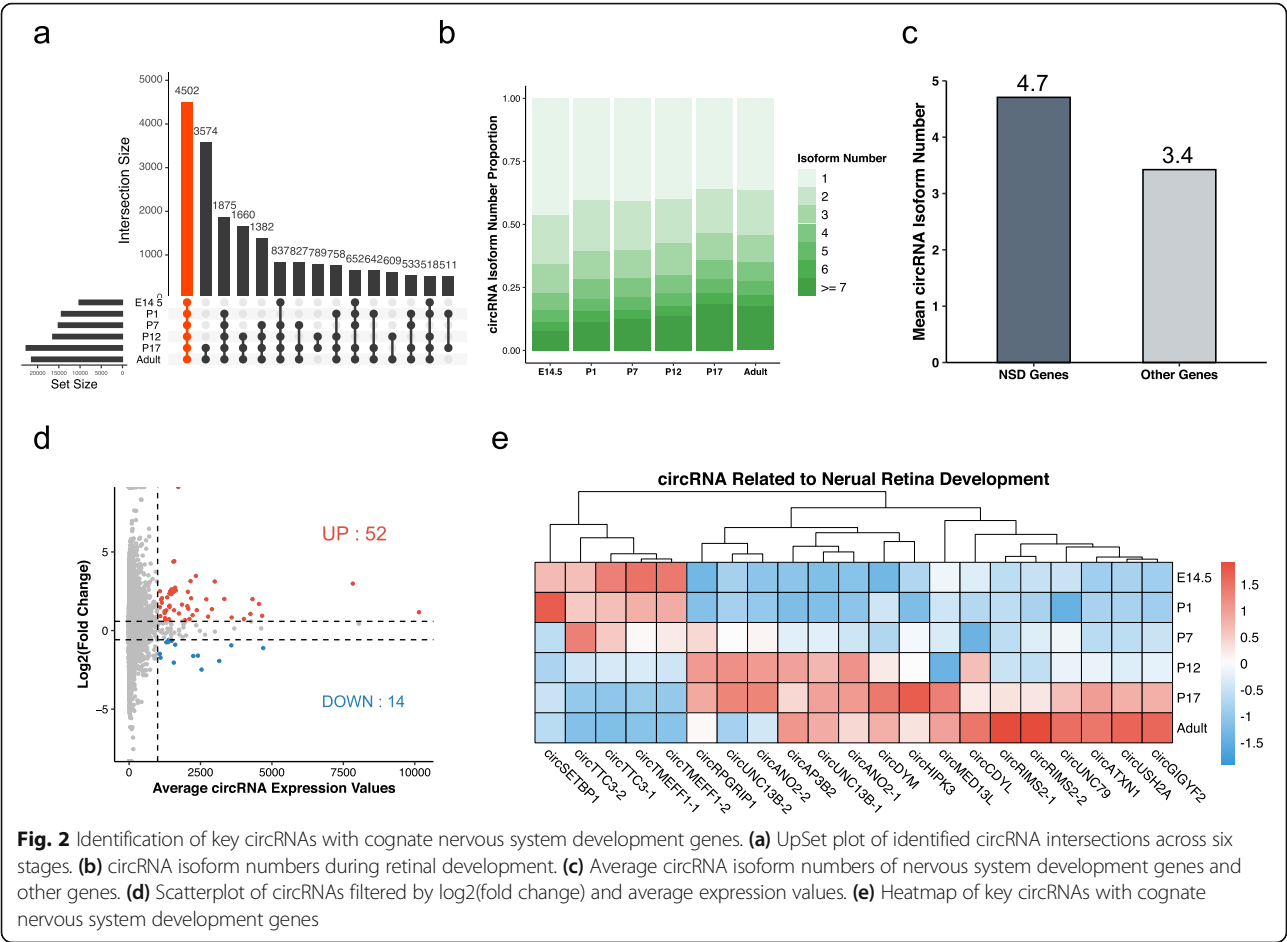 a
5000
4000
3000
2000
1000
0
Intersection Size
4502
3574
1875
1660
1382
837
827
789
758
652
642
609
533
518
511
E14.5
P1
P7
P12
P17
Adult
20000 15000 10000 5000 0
Set Size
b
1.00
0.75
0.50
0.25
0.00
circRNA Isoform Number Proportion
E14.5 P1 P7 P12 P17 Adult
Isoform Number
1
2
3
4
5
6
>= 7
c
5
4
3
2
1
0
Mean circRNA Isoform Number
4.7
3.4
NSD Genes Other Genes
d
5
0
−5
Log2(Fold Change)
UP : 52
DOWN : 14
0 2500 5000 7500 10000
Average circRNA Expression Values
e
circRNA Related to Nerual Retina Development
E14.5
P1
P7
P12
P17
Adult
1.5
1
0.5
0
-0.5
-1
-1.5
circSETBP1
circTTC3-2
circTTC3-1
circTMEFF1-1
circTMEFF1-2
circRPGRIP1
circUNC13B-2
circANO2-2
circAP3B2
circUNC13B-1
circANO2-1
circDYM
circHIPK3
circMED13L
circCDYL
circRIMS2-1
circRIMS2-2
circUNC79
circATXN1
circUSH2A
circGIGYF2
Fig. 2 Identification of key circRNAs with cognate nervous system development genes. (a) UpSet plot of identified circRNA intersections across six
stages. (b) circRNA isoform numbers during retinal development. (c) Average circRNA isoform numbers of nervous system development genes and
other genes. (d) Scatterplot of circRNAs filtered by log2(fold change) and average expression values. (e) Heatmap of key circRNAs with cognate
nervous system development genes